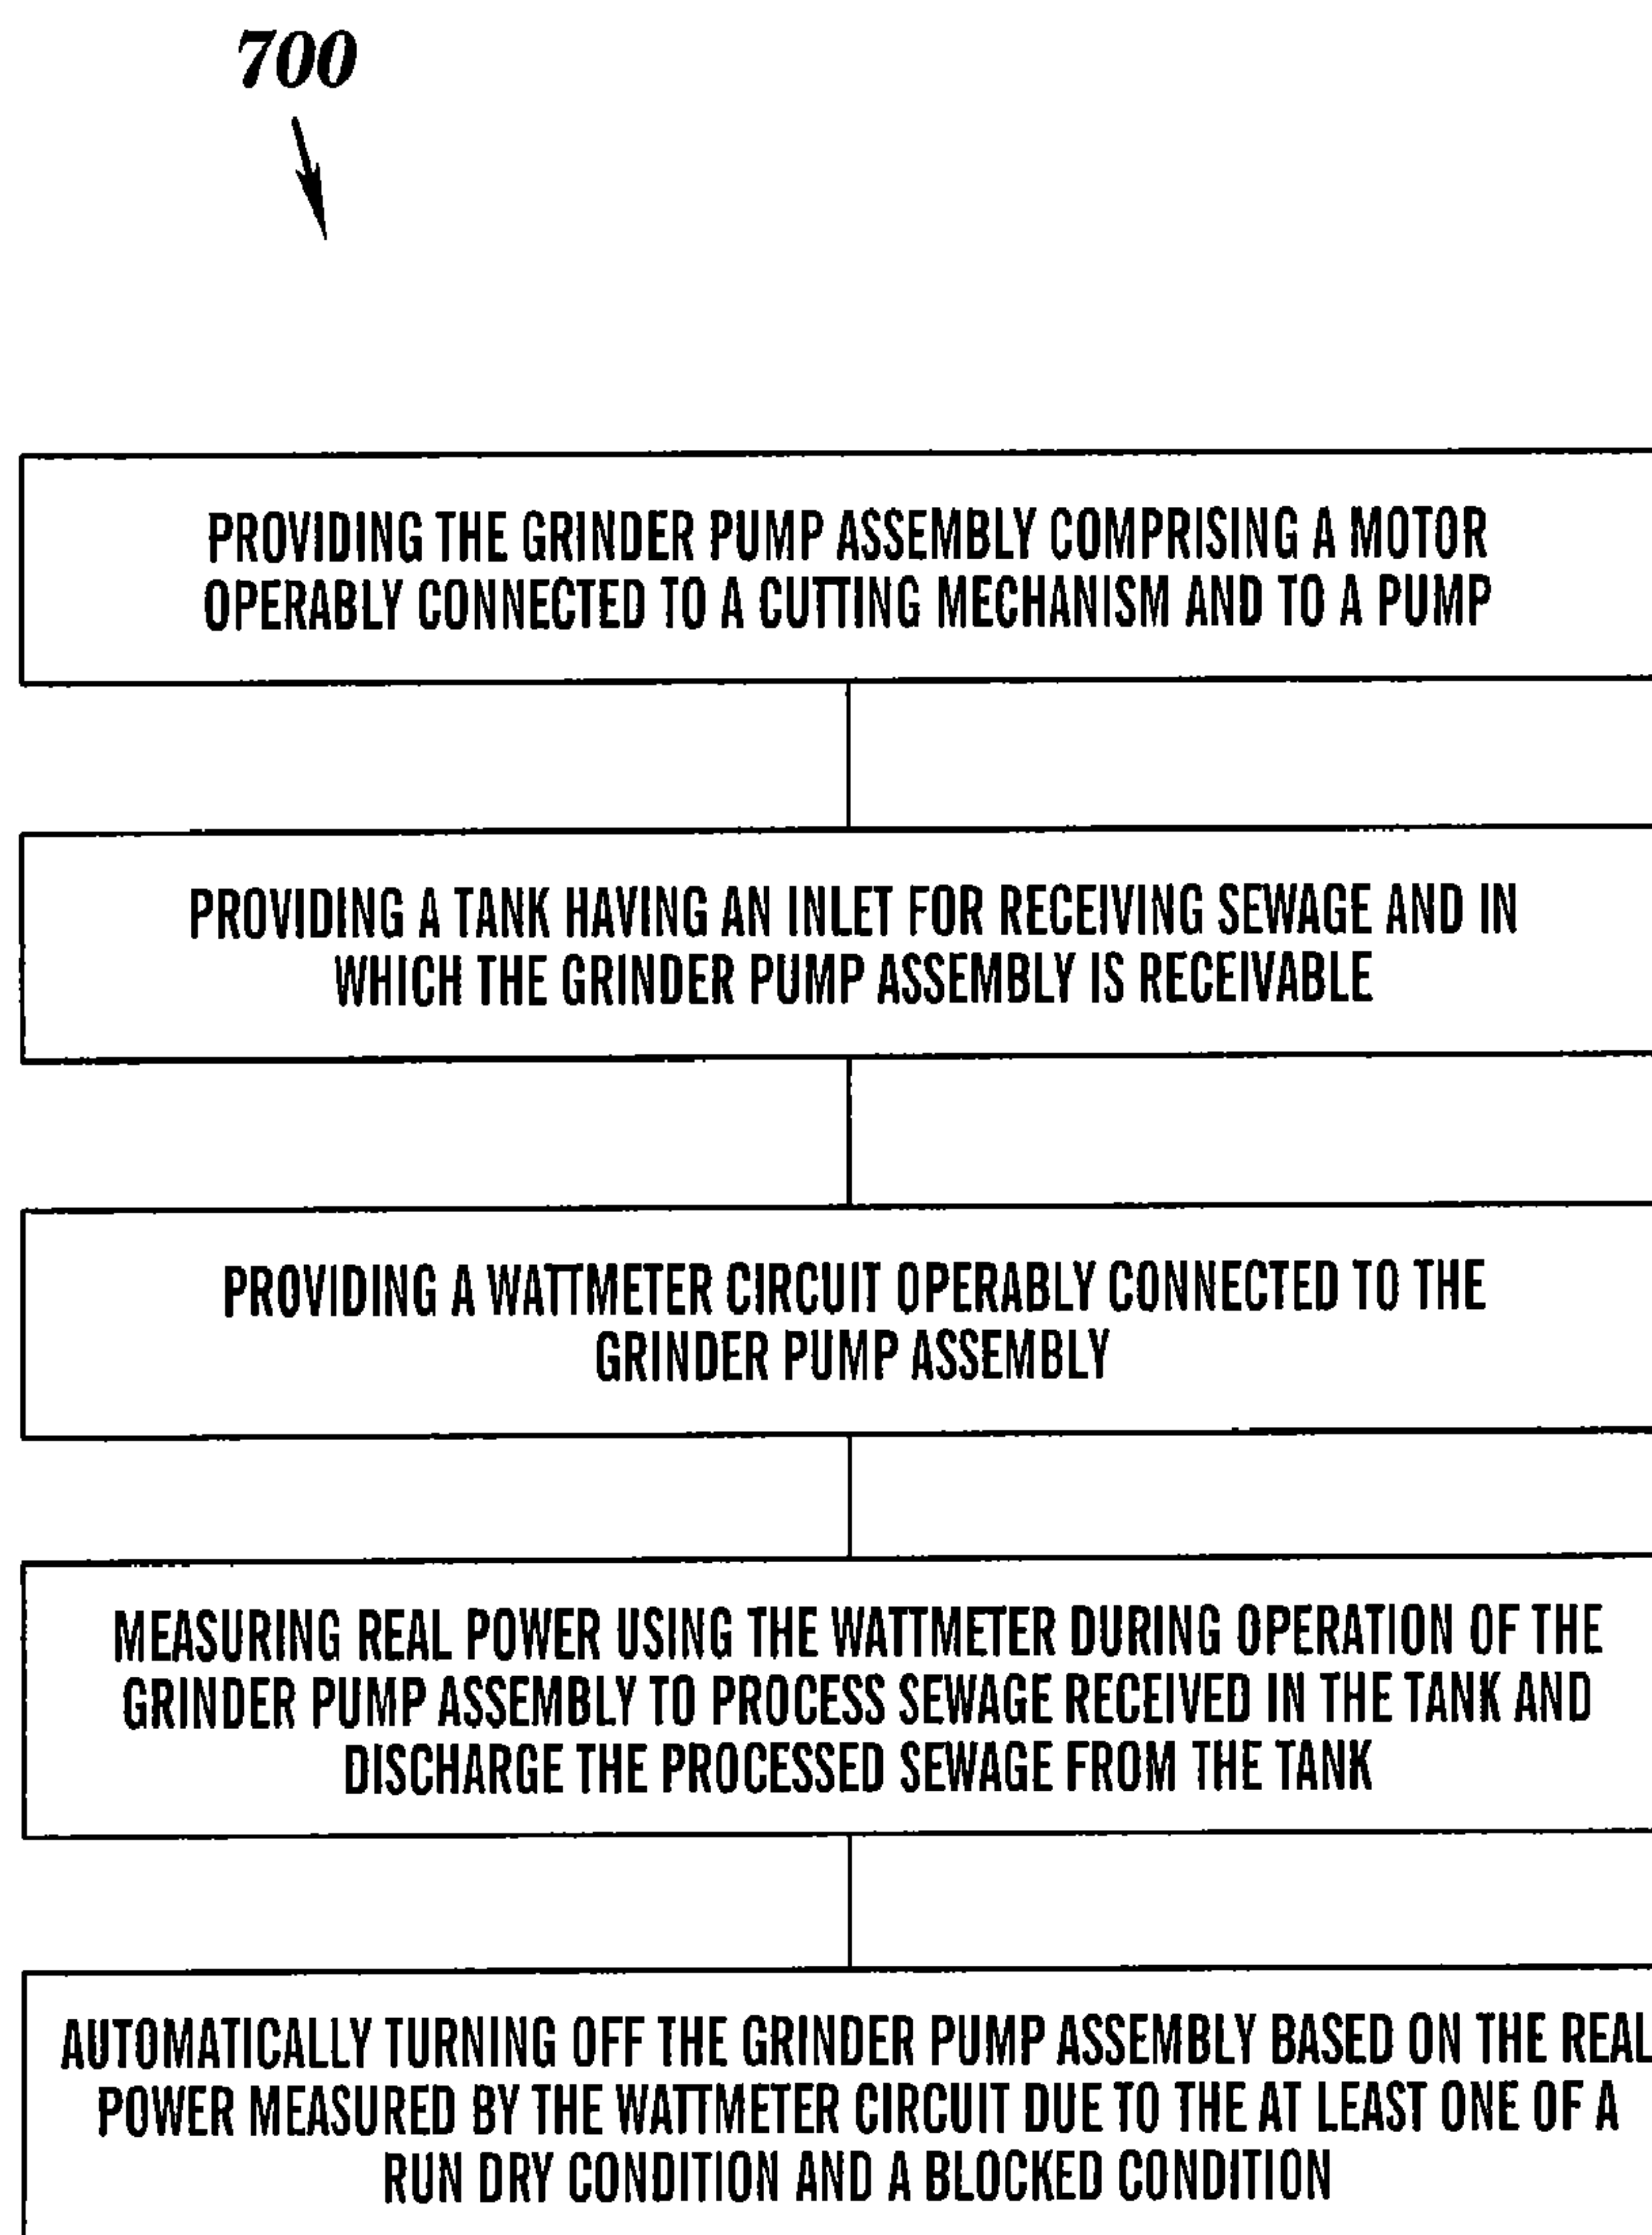 700
PROVIDING THE GRINDER PUMP ASSEMBLY COMPRISING A MOTOR
OPERABLY CONNECTED TO A CUTTING MECHANISM AND TO A PUMP
PROVIDING A TANK HAVING AN INLET FOR RECEIVING SEWAGE AND IN
WHICH THE GRINDER PUMP ASSEMBLY IS RECEIVABLE
PROVIDING A WATTMETER CIRCUIT OPERABLY CONNECTED TO THE
GRINDER PUMP ASSEMBLY
MEASURING REAL POWER USING THE WATTMETER DURING OPERATION OF THE
GRINDER PUMP ASSEMBLY TO PROCESS SEWAGE RECEIVED IN THE TANK AND
DISCHARGE THE PROCESSED SEWAGE FROM THE TANK
AUTOMATICALLY TURNING OFF THE GRINDER PUMP ASSEMBLY BASED ON THE REAL
POWER MEASURED BY THE WATTMETER CIRCUIT DUE TO THE AT LEAST ONE OF A
RUN DRY CONDITION AND A BLOCKED CONDITION